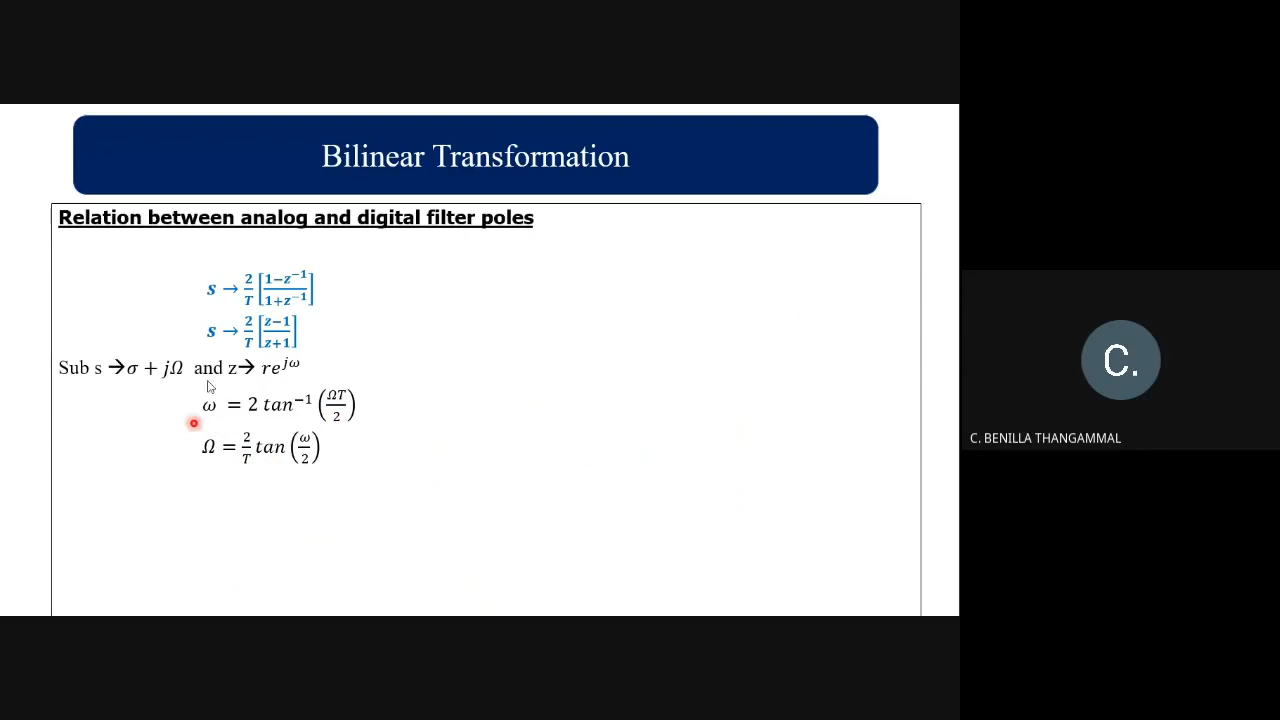 Bilinear Transformation
Relation between analog and digital filter poles
s → 2/T [1−z⁻¹/1+z⁻¹]
s → 2/T [z−1/z+1]
Sub s →σ + jΩ and z→ re^{jω}
ω = 2 tan⁻¹ (ΩT/2)
Ω = 2/T tan (ω/2)
C.
C. BENILLA THANGAMMAL